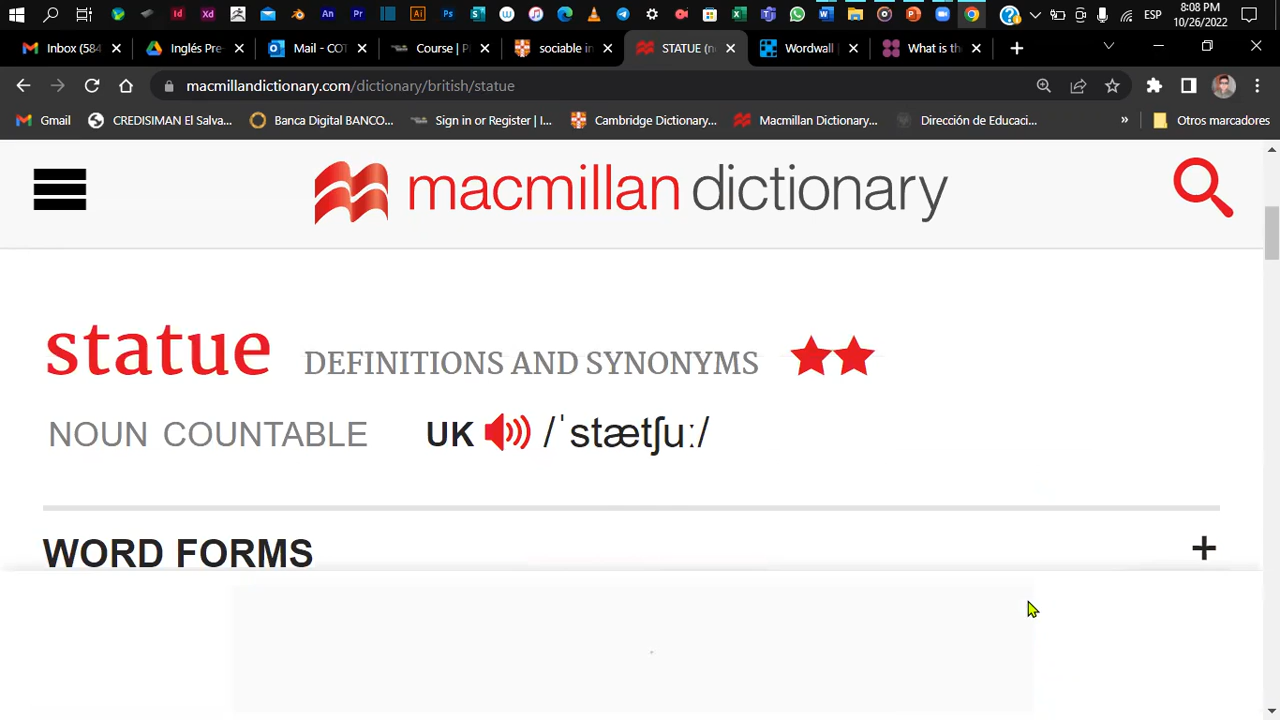 8:08 PM
ESP
10/26/2022
Inbox (584
Inglés Pre-
Mail - COT
Course | P
sociable in
STATUE (n
Wordwall |
What is th
macmillandictionary.com/dictionary/british/statue
Gmail
CREDISIMAN El Salva...
Banca Digital BANCO...
Sign in or Register | I...
Cambridge Dictionary...
Macmillan Dictionary...
Dirección de Educaci...
»
Otros marcadores
macmillan dictionary
statue DEFINITIONS AND SYNONYMS
NOUN COUNTABLE UK /ˈstætʃuː/
WORD FORMS +